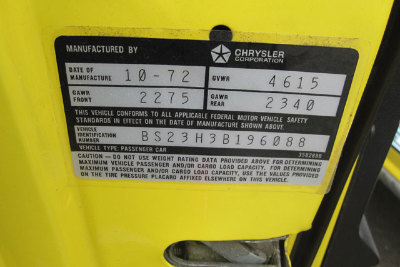 MANUFACTURED BY CHRYSLER CORPORATION
DATE OF MANUFACTURE 10-72 GVWR 4615
GAWR FRONT 2275 GAWR REAR 2340
THIS VEHICLE CONFORMS TO ALL APPLICABLE FEDERAL MOTOR VEHICLE SAFETY
STANDARDS IN EFFECT ON THE DATE OF MANUFACTURE SHOWN ABOVE.
VEHICLE IDENTIFICATION NUMBER BS23H3B196088
VEHICLE TYPE: PASSENGER CAR
CAUTION — DO NOT USE WEIGHT RATING DATA PROVIDED ABOVE FOR DETERMINING
MAXIMUM VEHICLE PASSENGER AND/OR CARGO LOAD CAPACITY. FOR DETERMINING
MAXIMUM PASSENGER AND/OR CARGO LOAD CAPACITY, USE THE WEIGHT RATINGS
ON THE TIRE PRESSURE PLACARD AFFIXED ELSEWHERE ON THIS VEHICLE.